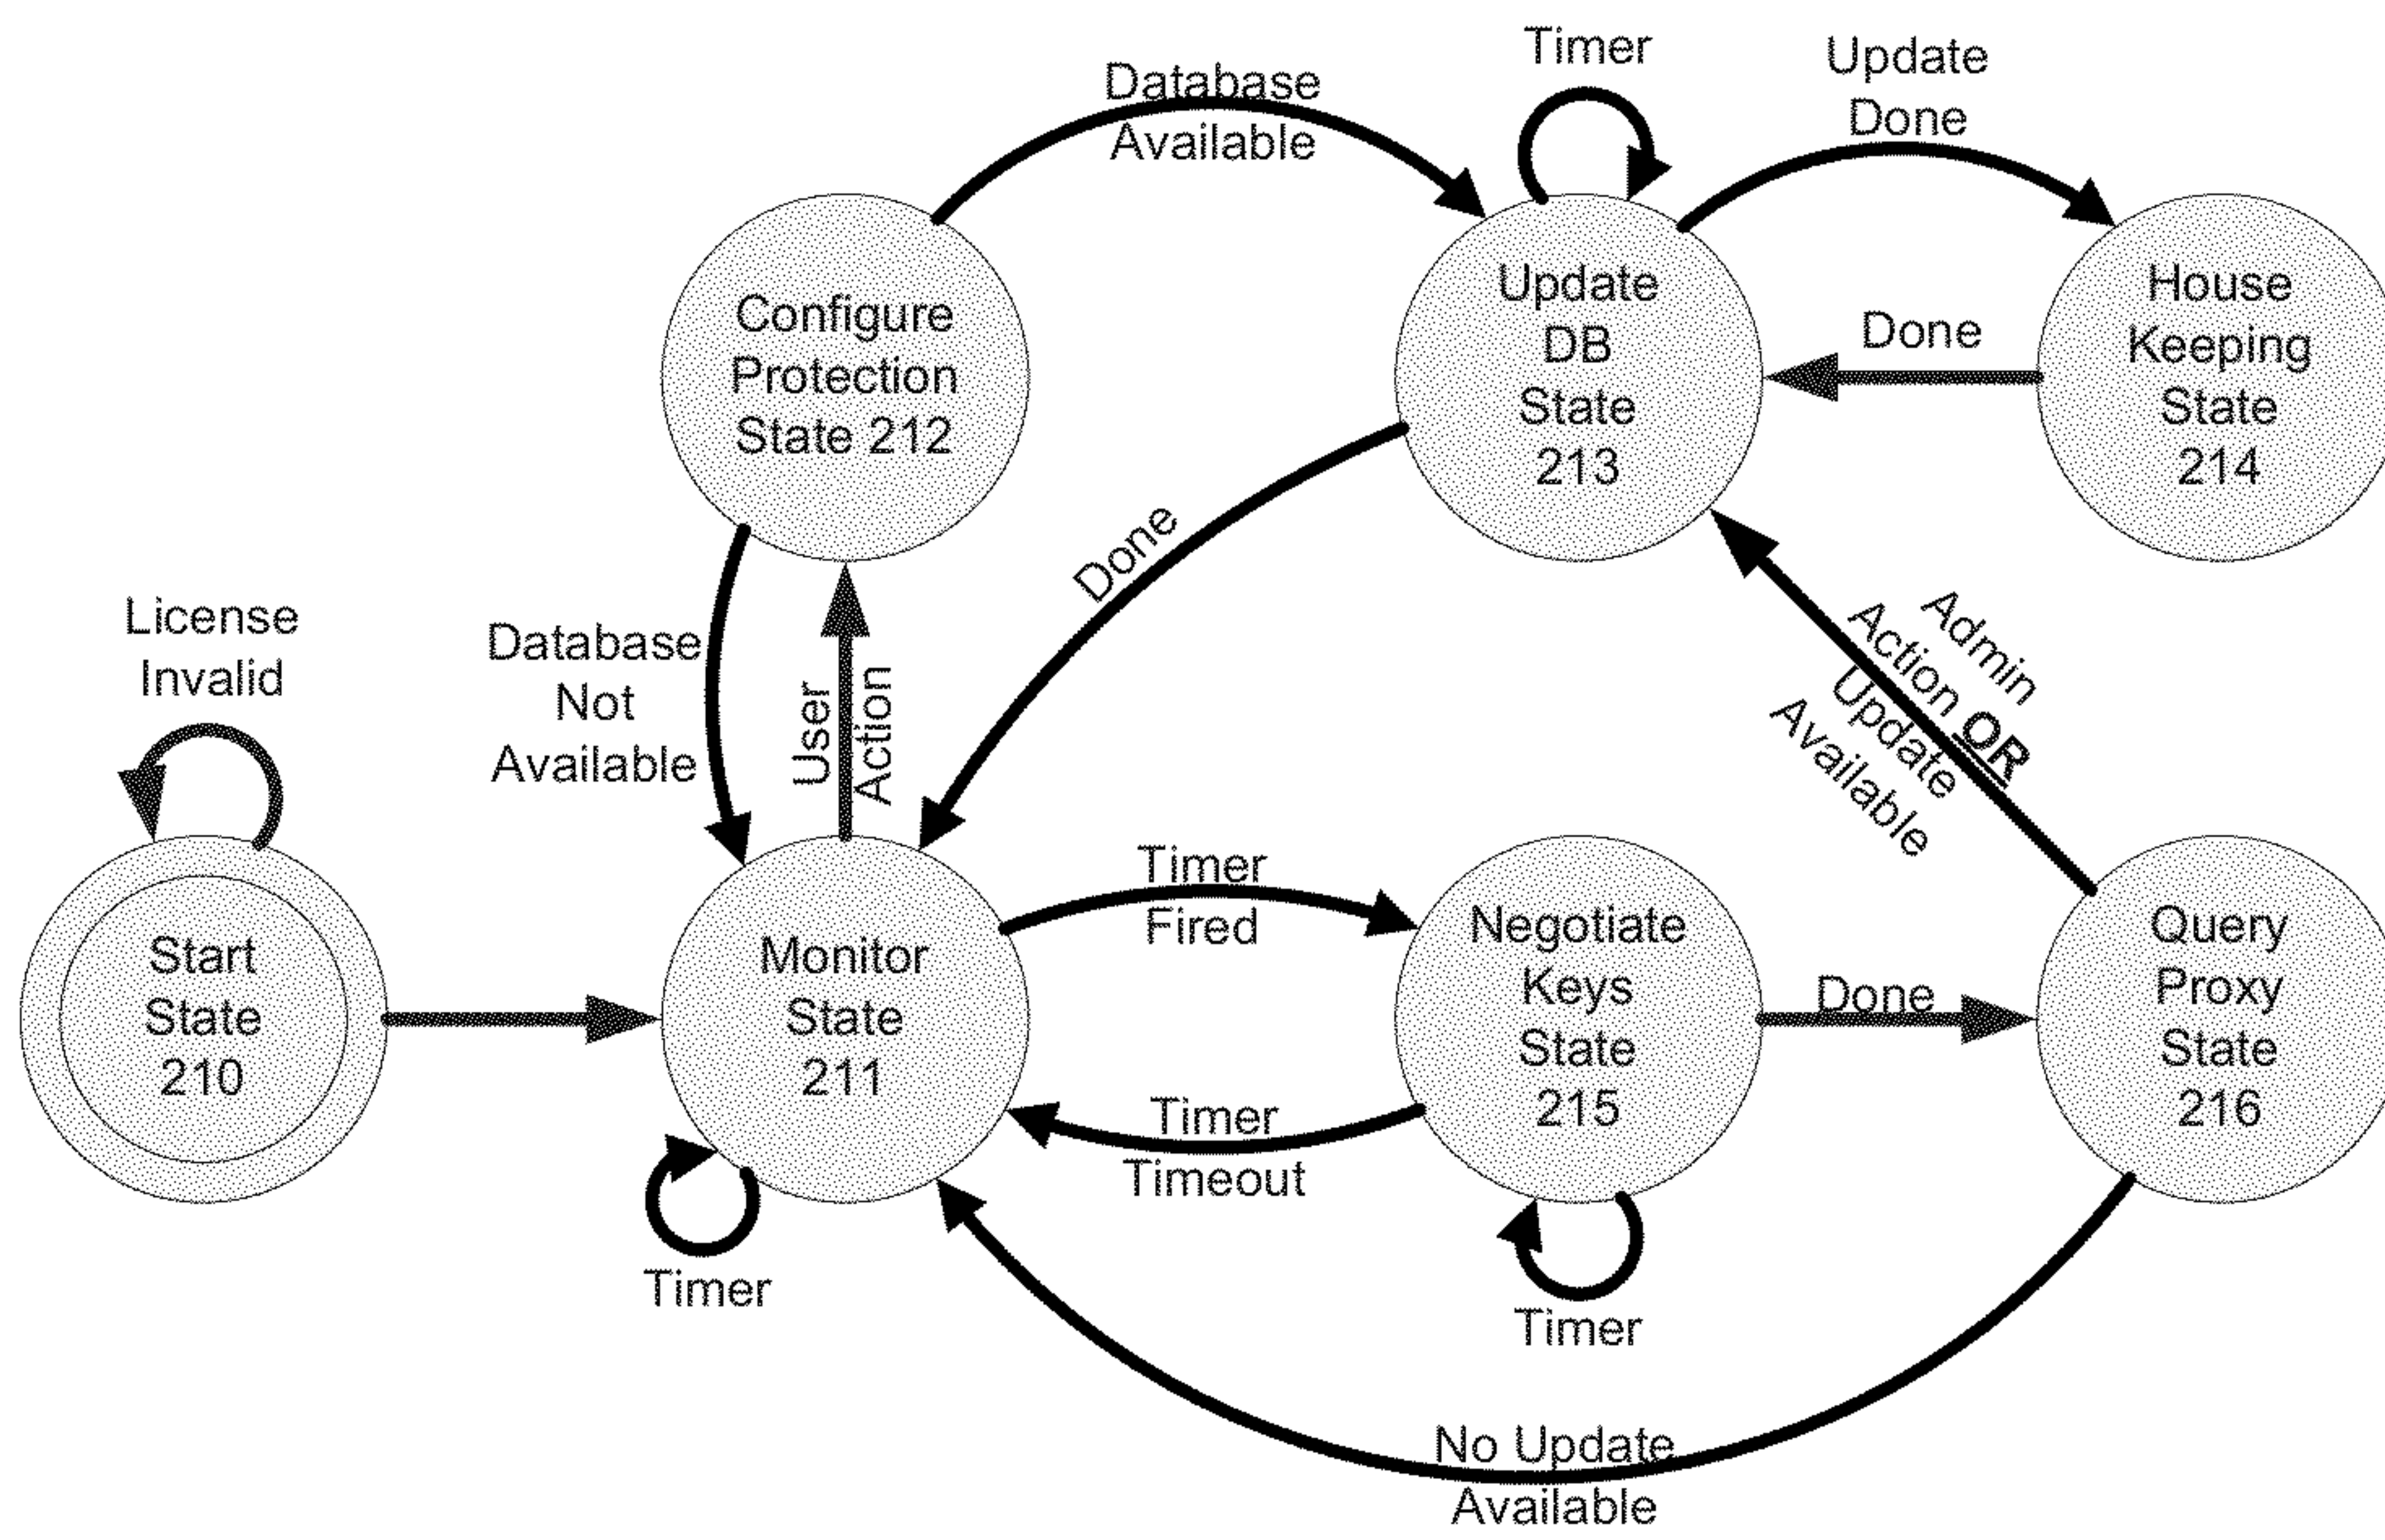 Timer
Update
Done
Database
Available
Configure
Protection
State 212
Update
DB
State
213
Done
House
Keeping
State
214
Done
License
Invalid
Database
Not
Available
User
Action
Admin
Action OR
Update
Available
Start
State
210
Monitor
State
211
Timer
Fired
Negotiate
Keys
State
215
Done
Query
Proxy
State
216
Timer
Timeout
Timer
Timer
No Update
Available